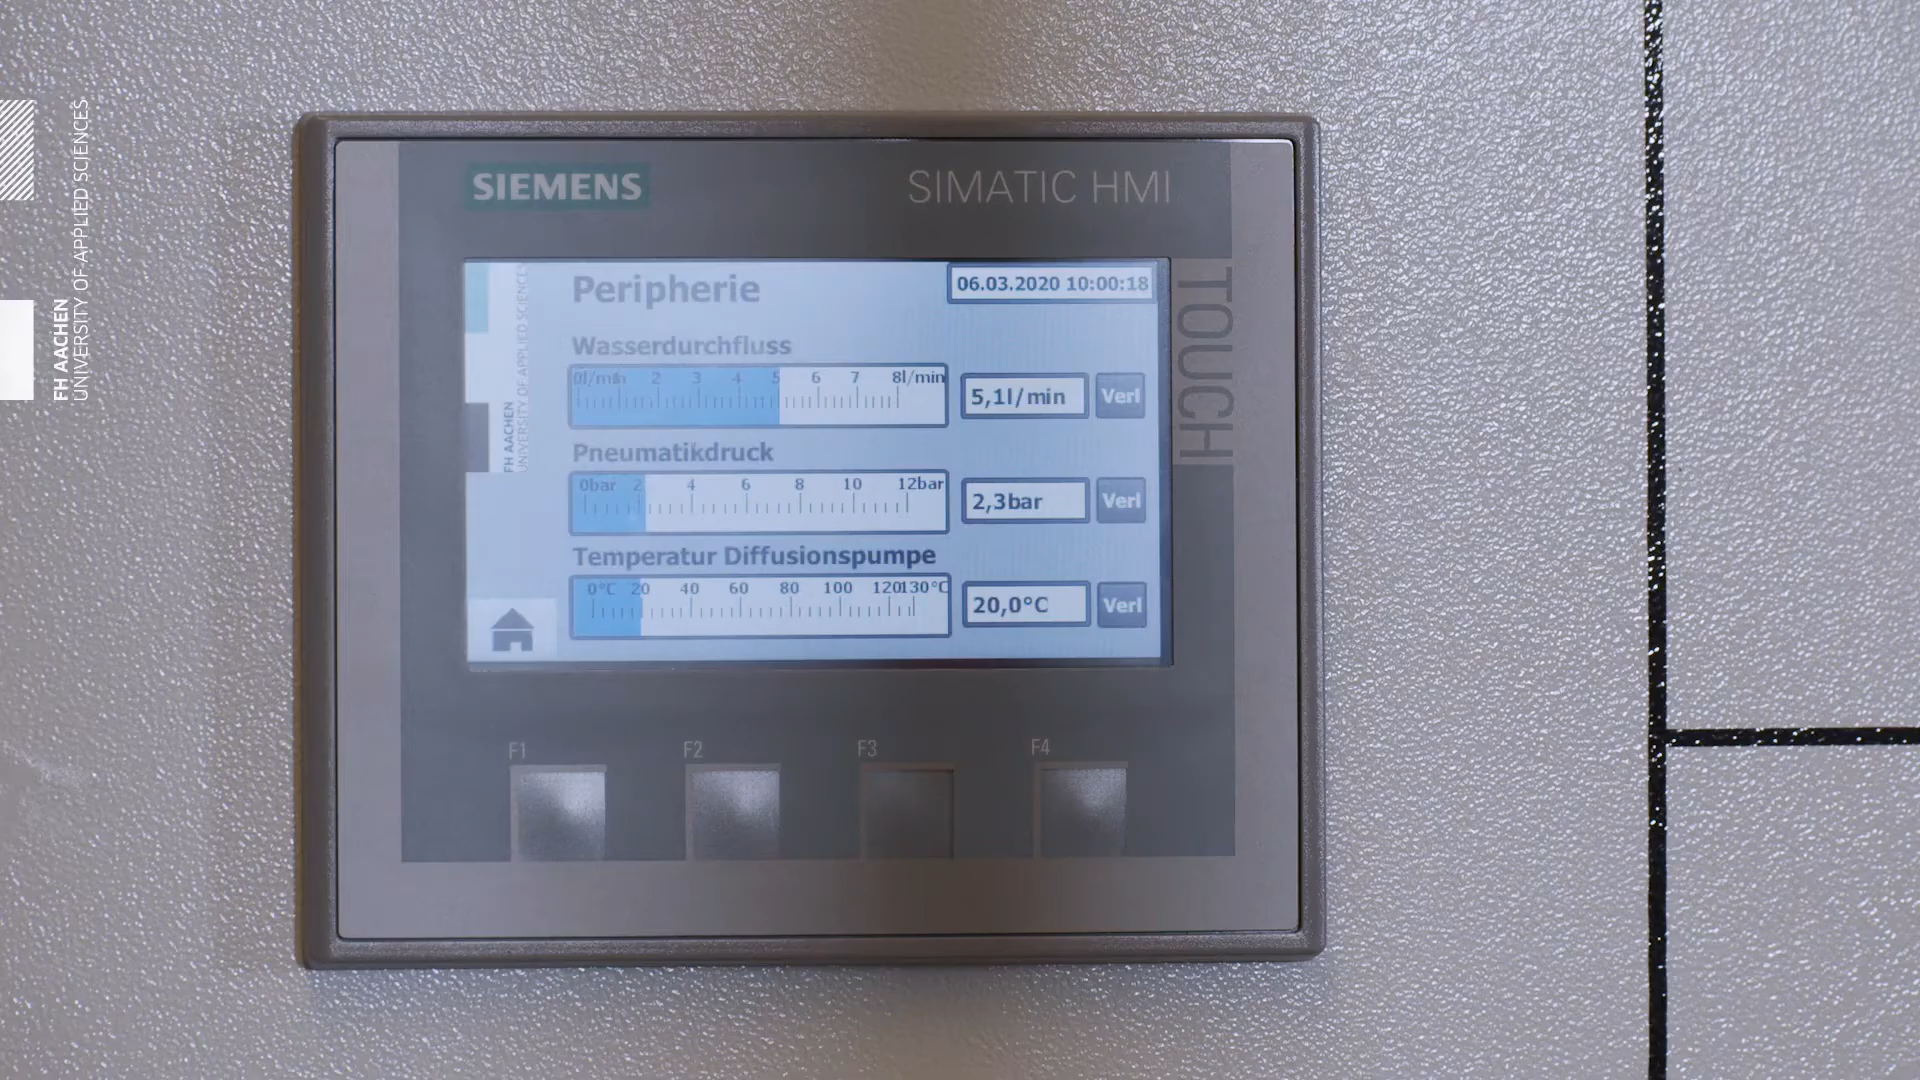 FH AACHEN
UNIVERSITY OF APPLIED SCIENCES
SIEMENS
SIMATIC HMI
TOUCH
FH AACHEN
UNIVERSITY OF APPLIED SCIENCES
Peripherie
06.03.2020 10:00:18
Wasserdurchfluss
0l/min 2 3 4 5 6 7 8l/min
5,1l/min
Verl
Pneumatikdruck
0bar 2 4 6 8 10 12bar
2,3bar
Verl
Temperatur Diffusionspumpe
0°C 20 40 60 80 100 120 130°C
20,0°C
Verl
F1 F2 F3 F4